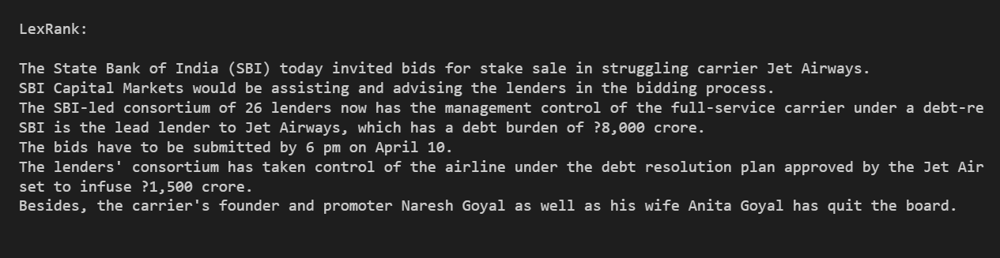 LexRank:
The State Bank of India (SBI) today invited bids for stake sale in struggling carrier Jet Airways.
SBI Capital Markets would be assisting and advising the lenders in the bidding process.
The SBI-led consortium of 26 lenders now has the management control of the full-service carrier under a debt-re
SBI is the lead lender to Jet Airways, which has a debt burden of ?8,000 crore.
The bids have to be submitted by 6 pm on April 10.
The lenders' consortium has taken control of the airline under the debt resolution plan approved by the Jet Air
set to infuse ?1,500 crore.
Besides, the carrier's founder and promoter Naresh Goyal as well as his wife Anita Goyal has quit the board.